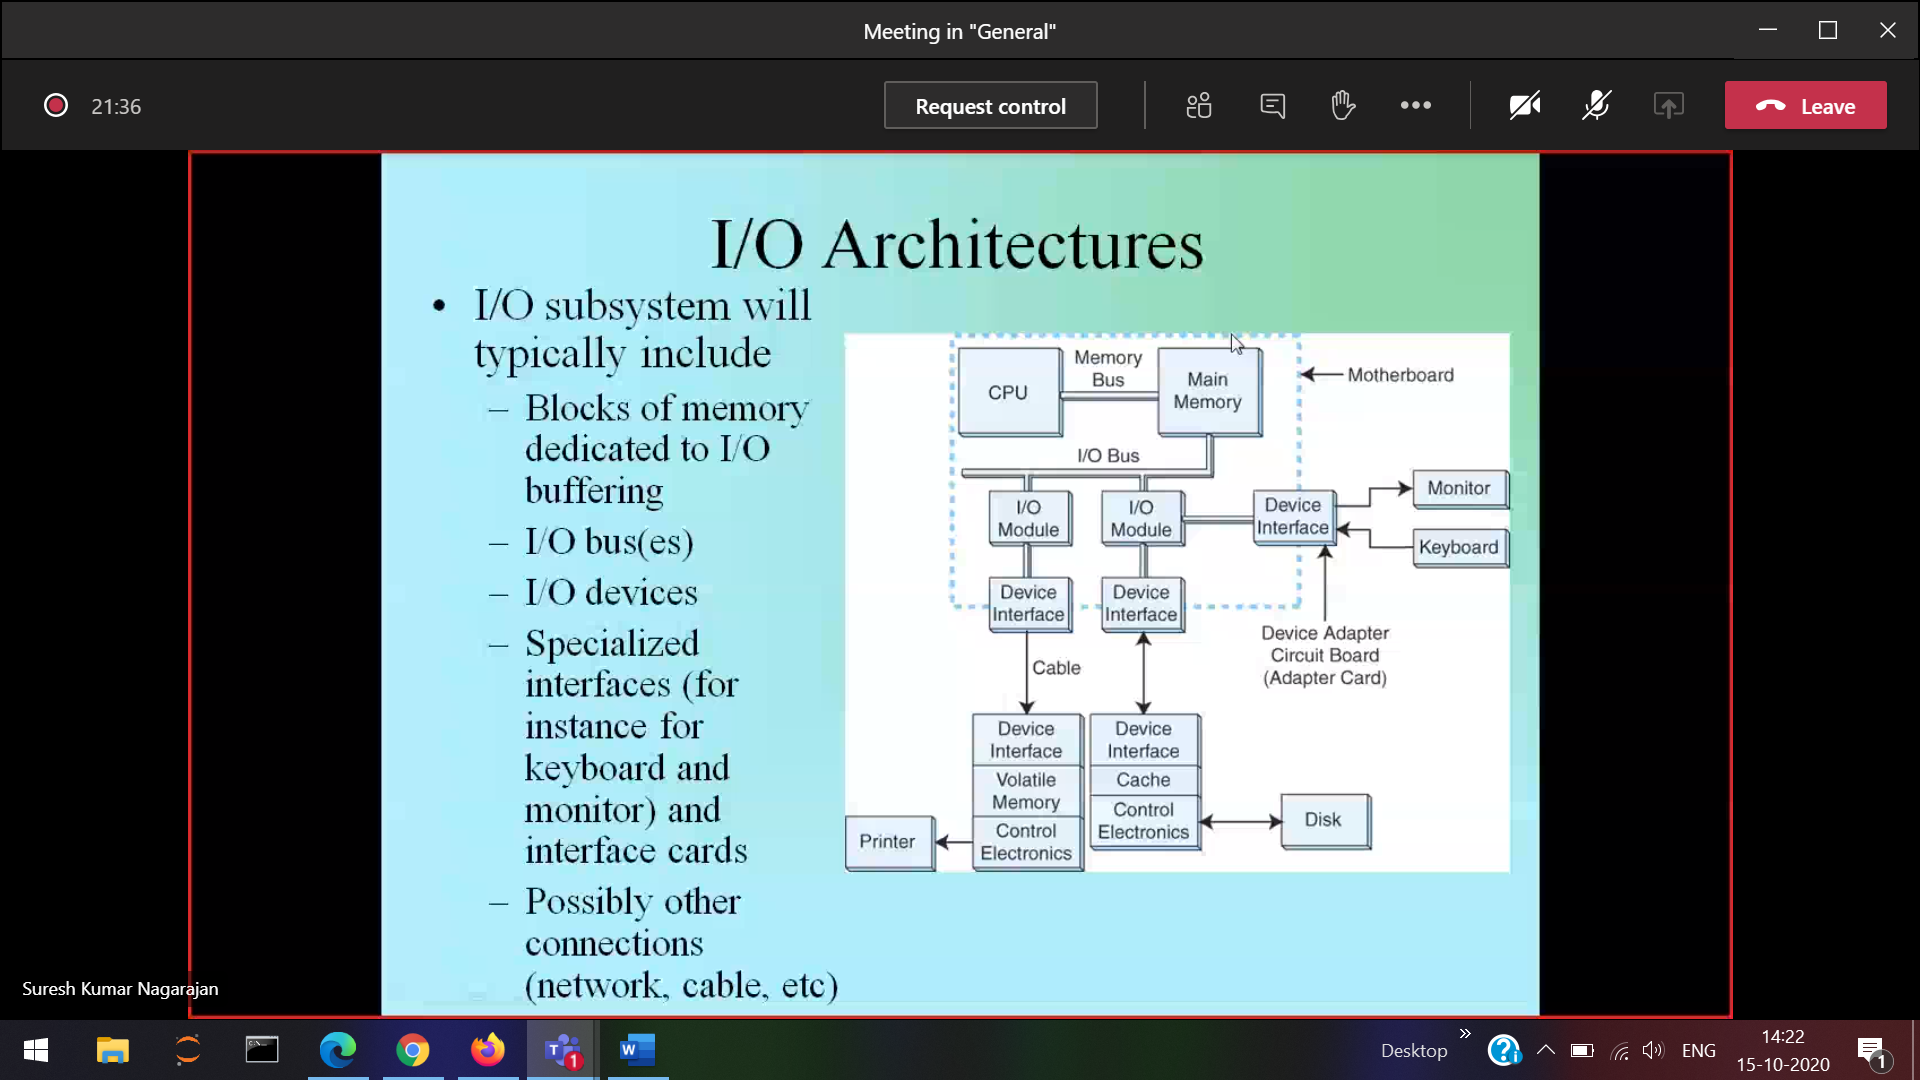 Meeting in "General"
21:36
Request control
Leave
I/O Architectures
• I/O subsystem will
typically include
– Blocks of memory
dedicated to I/O
buffering
– I/O bus(es)
– I/O devices
– Specialized
interfaces (for
instance for
keyboard and
monitor) and
interface cards
– Possibly other
connections
(network, cable, etc)
CPU
Memory
Bus
Main
Memory
Motherboard
I/O Bus
I/O
Module
I/O
Module
Device
Interface
Monitor
Keyboard
Device
Interface
Device
Interface
Device Adapter
Circuit Board
(Adapter Card)
Cable
Device
Interface
Volatile
Memory
Control
Electronics
Device
Interface
Cache
Control
Electronics
Printer
Disk
Suresh Kumar Nagarajan
1
W
Desktop
ENG
14:22
15-10-2020
1